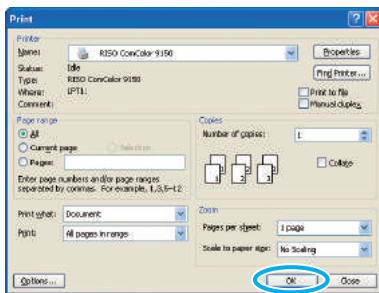 Print
Printer
Name: RISO ComColor 9150 Properties
Status: Idle
Type: RISO ComColor 9150 Find Printer...
Where: LPT1: Print to file
Comment: Manual duplex
Page range
All
Current page Selection
Pages:
Enter page numbers and/or page ranges
separated by commas. For example, 1,3,5-12
Copies
Number of copies: 1
Collate
Print what: Document
Print: All pages in range
Zoom
Pages per sheet: 1 page
Scale to paper size: No Scaling
Options... OK Close